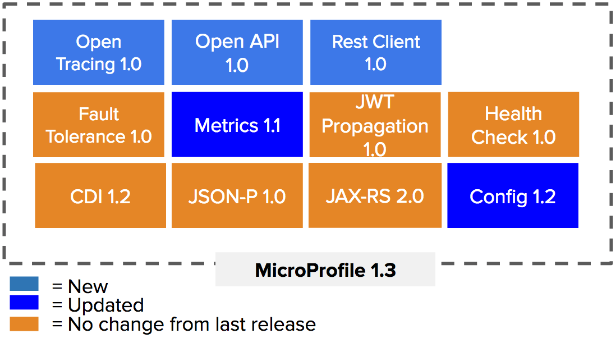 Open
Tracing 1.0
Open API
1.0
Rest Client
1.0
Fault
Tolerance 1.0
Metrics 1.1
JWT
Propagation
1.0
Health
Check 1.0
CDI 1.2
JSON-P 1.0
JAX-RS 2.0
Config 1.2
MicroProfile 1.3
= New
= Updated
= No change from last release